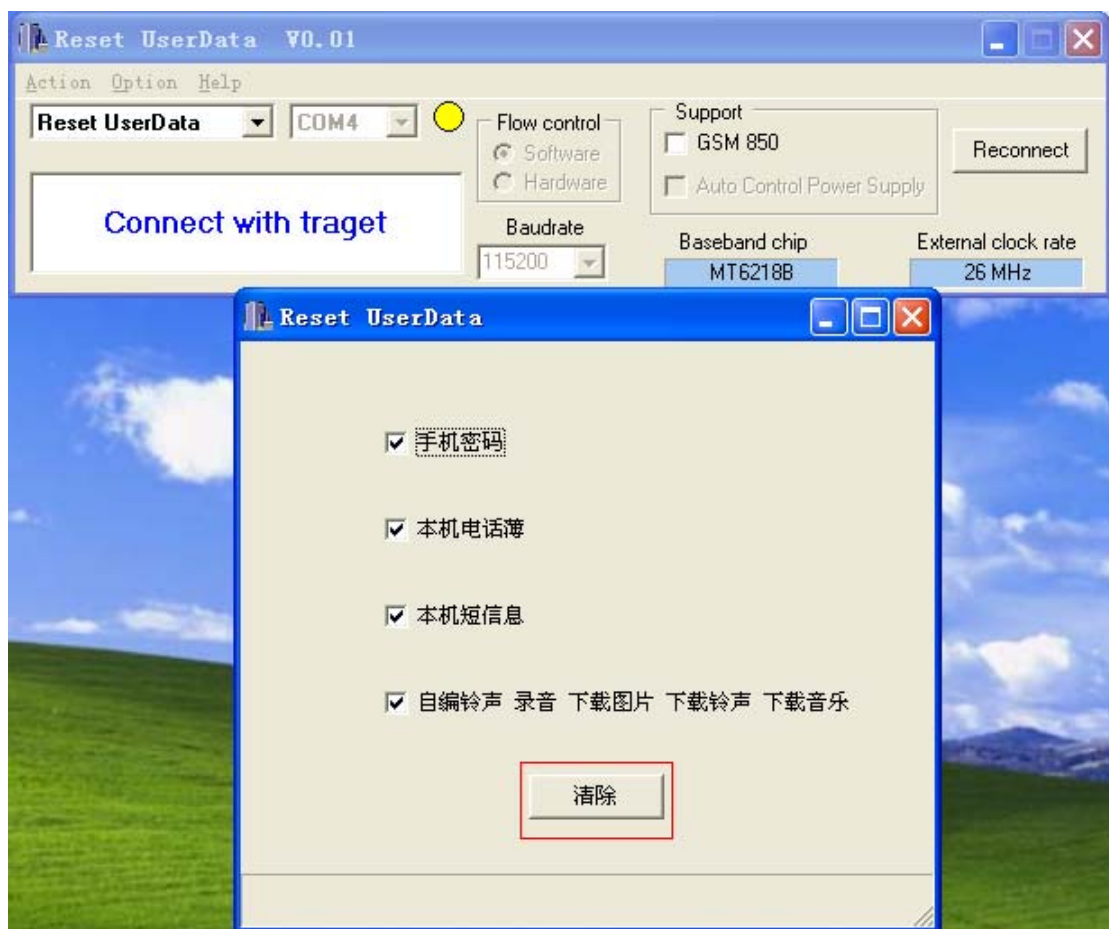 Reset UserData V0.01
Action Option Help
Reset UserData COM4
Flow control
Software
Hardware
Support
GSM 850
Auto Control Power Supply
Reconnect
Connect with traget
Baudrate
115200
Baseband chip
MT6218B
External clock rate
26 MHz
Reset UserData
手机密码
本机电话薄
本机短信息
自编铃声 录音 下载图片 下载铃声 下载音乐
清除